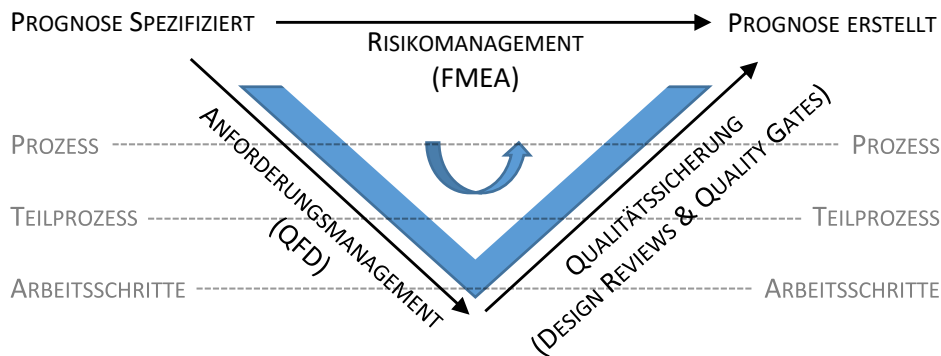 PROGNOSE SPEZIFIZIERT
PROGNOSE ERSTELLT
RISIKOMANAGEMENT
(FMEA)
ANFORDERUNGSMANAGEMENT
(QFD)
QUALITÄTSSICHERUNG
(DESIGN REVIEWS & QUALITY GATES)
PROZESS
PROZESS
TEILPROZESS
TEILPROZESS
ARBEITSSCHRITTE
ARBEITSSCHRITTE